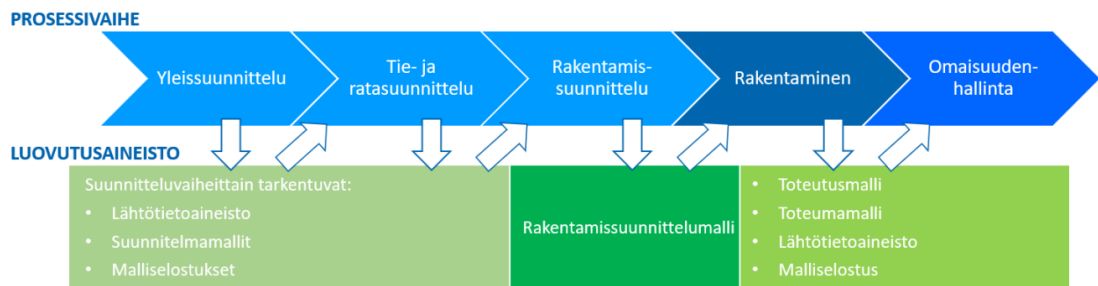 PROSESSIVAIHE
Yleissuunnittelu
Tie- ja
ratasuunnittelu
Rakentamis-
suunnittelu
Rakentaminen
Omaisuuden-
hallinta
LUOVUTUSAINEISTO
Suunnitteluvaiheittain tarkentuvat:
• Lähtötietoaineisto
• Suunnitelmamallit
• Malliselostukset
Rakentamissuunnittelumalli
• Toteutusmalli
• Toteumamalli
• Lähtötietoaineisto
• Malliselostus